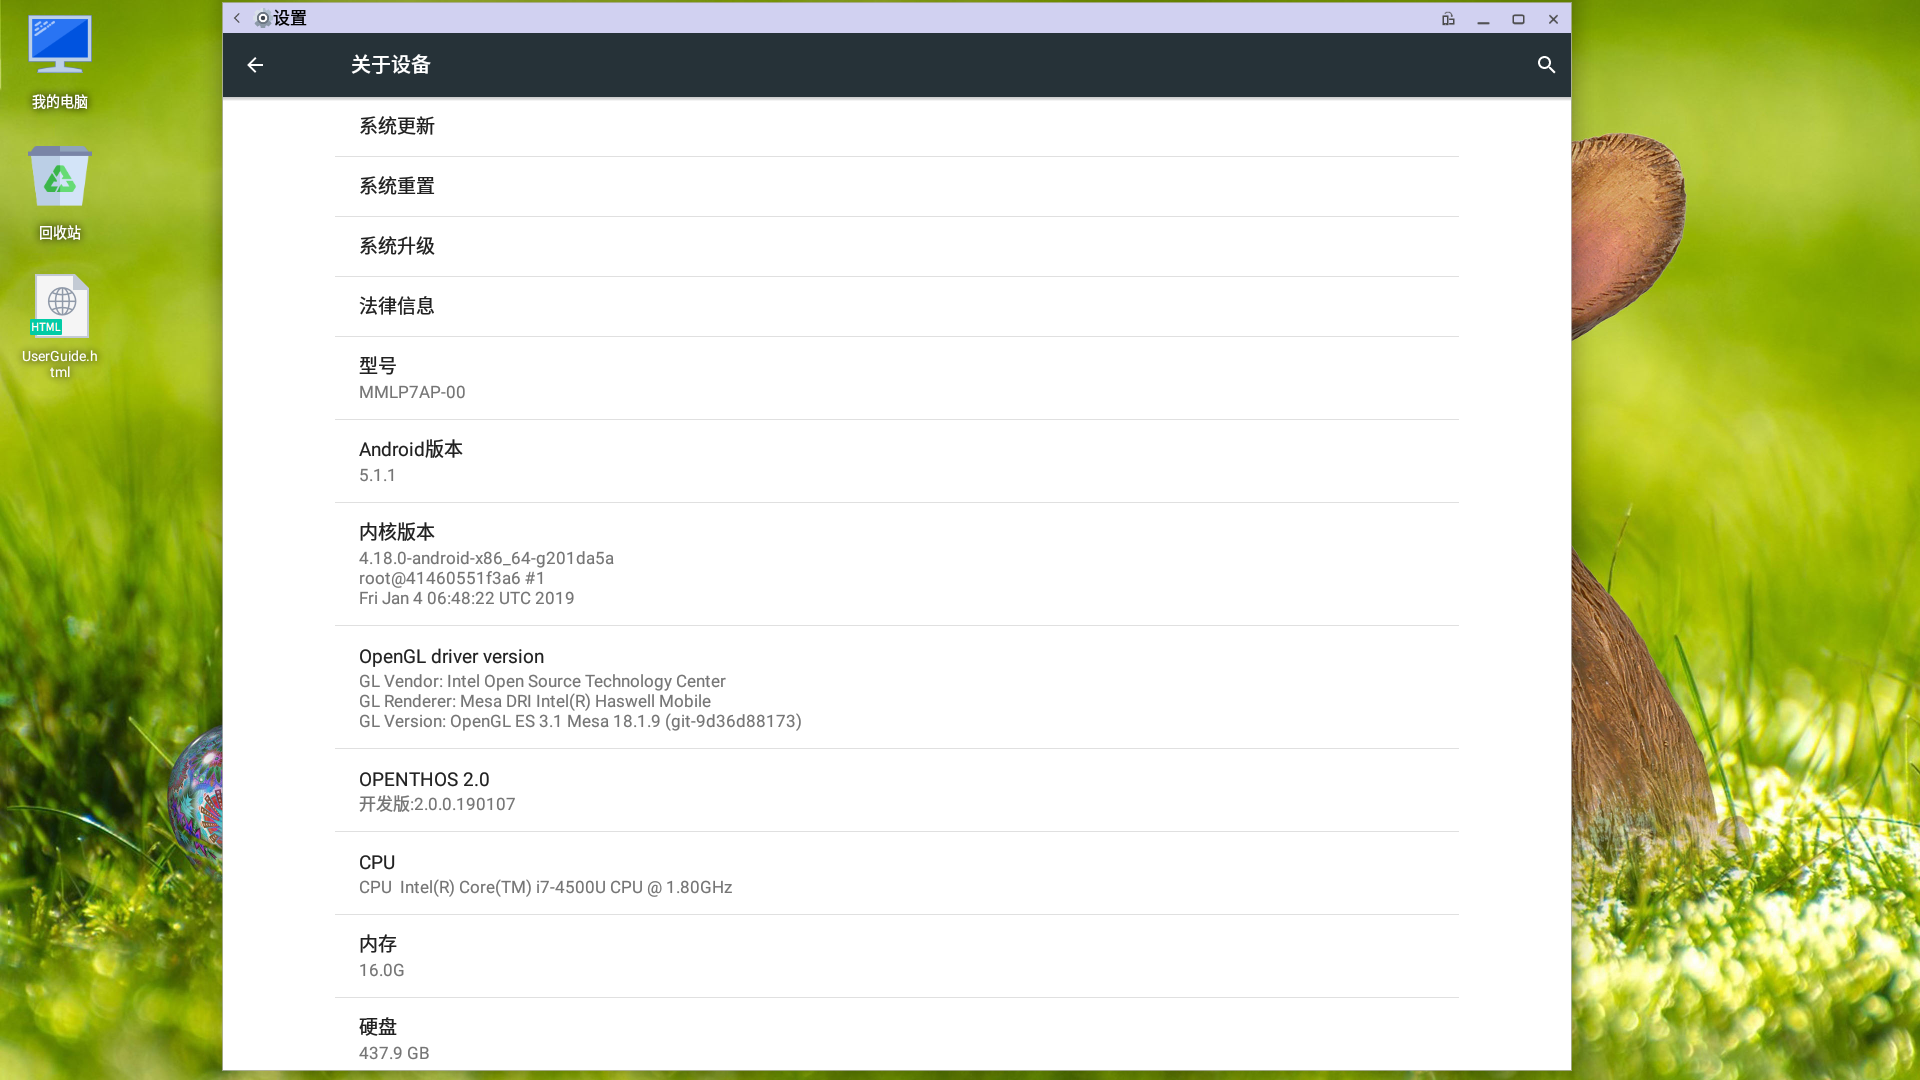 我的电脑
回收站
HTML
UserGuide.h
tml
设置
关于设备
系统更新
系统重置
系统升级
法律信息
型号
MMLP7AP-00
Android版本
5.1.1
内核版本
4.18.0-android-x86_64-g201da5a
root@41460551f3a6 #1
Fri Jan 4 06:48:22 UTC 2019
OpenGL driver version
GL Vendor: Intel Open Source Technology Center
GL Renderer: Mesa DRI Intel(R) Haswell Mobile
GL Version: OpenGL ES 3.1 Mesa 18.1.9 (git-9d36d88173)
OPENTHOS 2.0
开发版:2.0.0.190107
CPU
CPU  Intel(R) Core(TM) i7-4500U CPU @ 1.80GHz
内存
16.0G
硬盘
437.9 GB